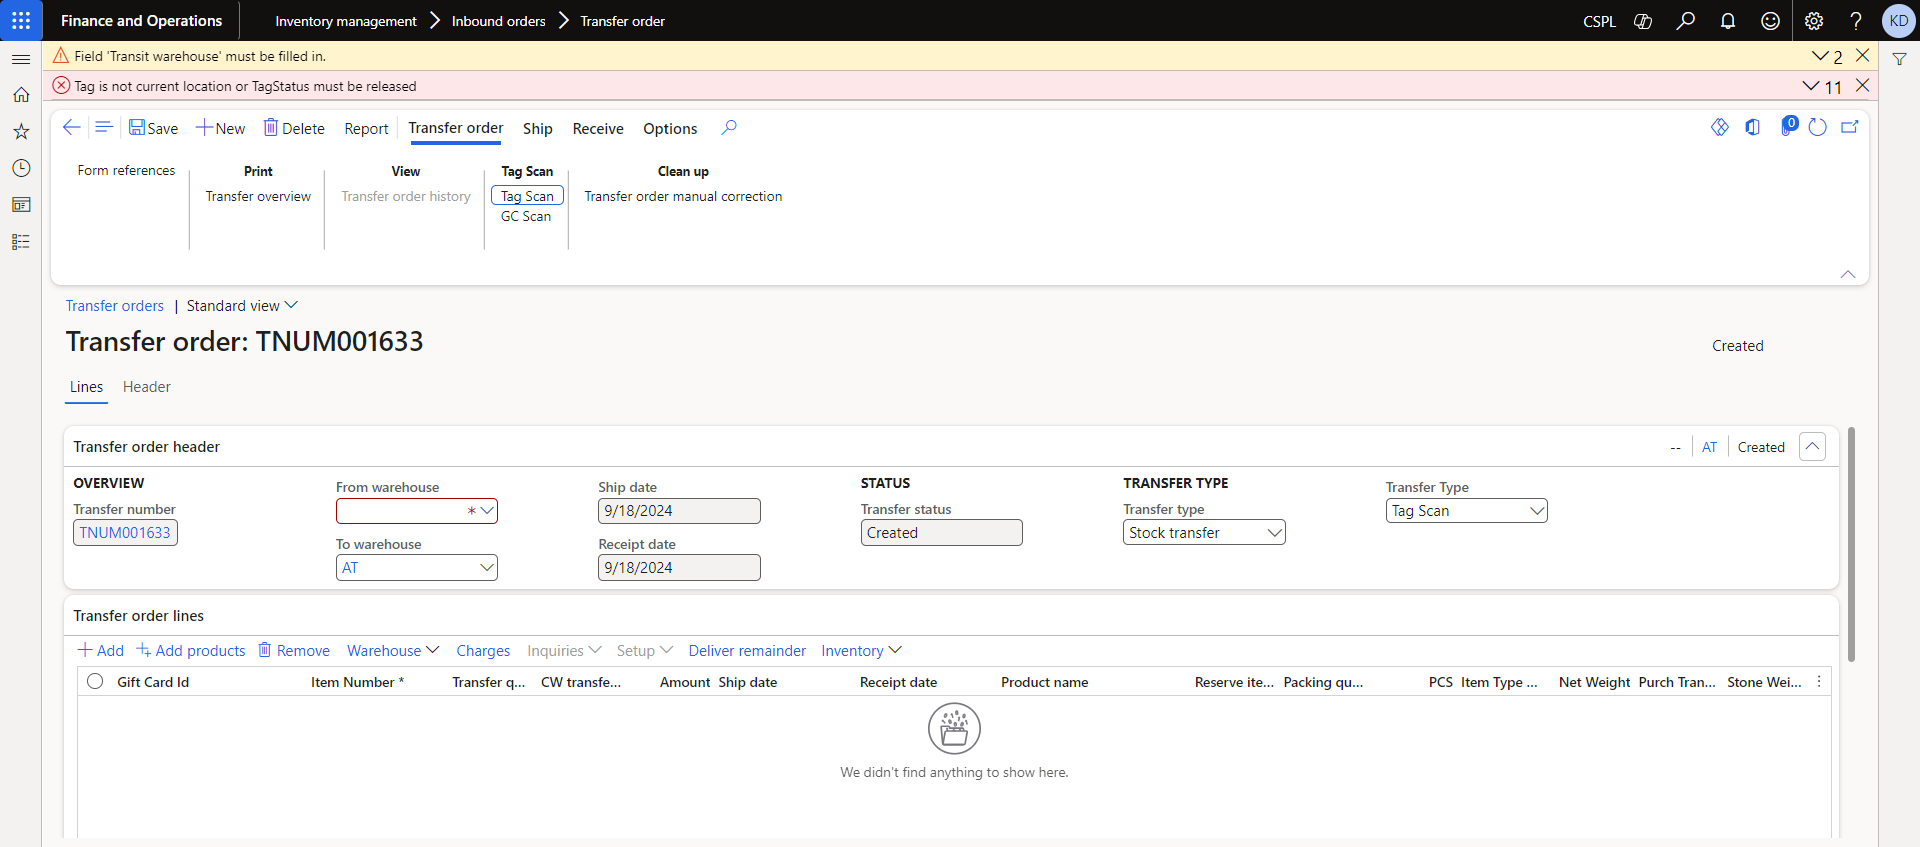 Finance and Operations
Inventory management > Inbound orders > Transfer order
CSPL
KD
Field 'Transit warehouse' must be filled in.
2
Tag is not current location or TagStatus must be released
11
Save New Delete Report Transfer order Ship Receive Options
0
Form references
Print
Transfer overview
View
Transfer order history
Tag Scan
Tag Scan
GC Scan
Clean up
Transfer order manual correction
Transfer orders | Standard view
Transfer order: TNUM001633
Created
Lines Header
Transfer order header
-- AT Created
OVERVIEW
Transfer number
TNUM001633
From warehouse
*
To warehouse
AT
Ship date
9/18/2024
Receipt date
9/18/2024
STATUS
Transfer status
Created
TRANSFER TYPE
Transfer type
Stock transfer
Transfer Type
Tag Scan
Transfer order lines
Add Add products Remove Warehouse Charges Inquiries Setup Deliver remainder Inventory
Gift Card Id Item Number * Transfer q... CW transfe... Amount Ship date Receipt date Product name Reserve ite... Packing qu... PCS Item Type ... Net Weight Purch Tran... Stone Wei...
We didn't find anything to show here.